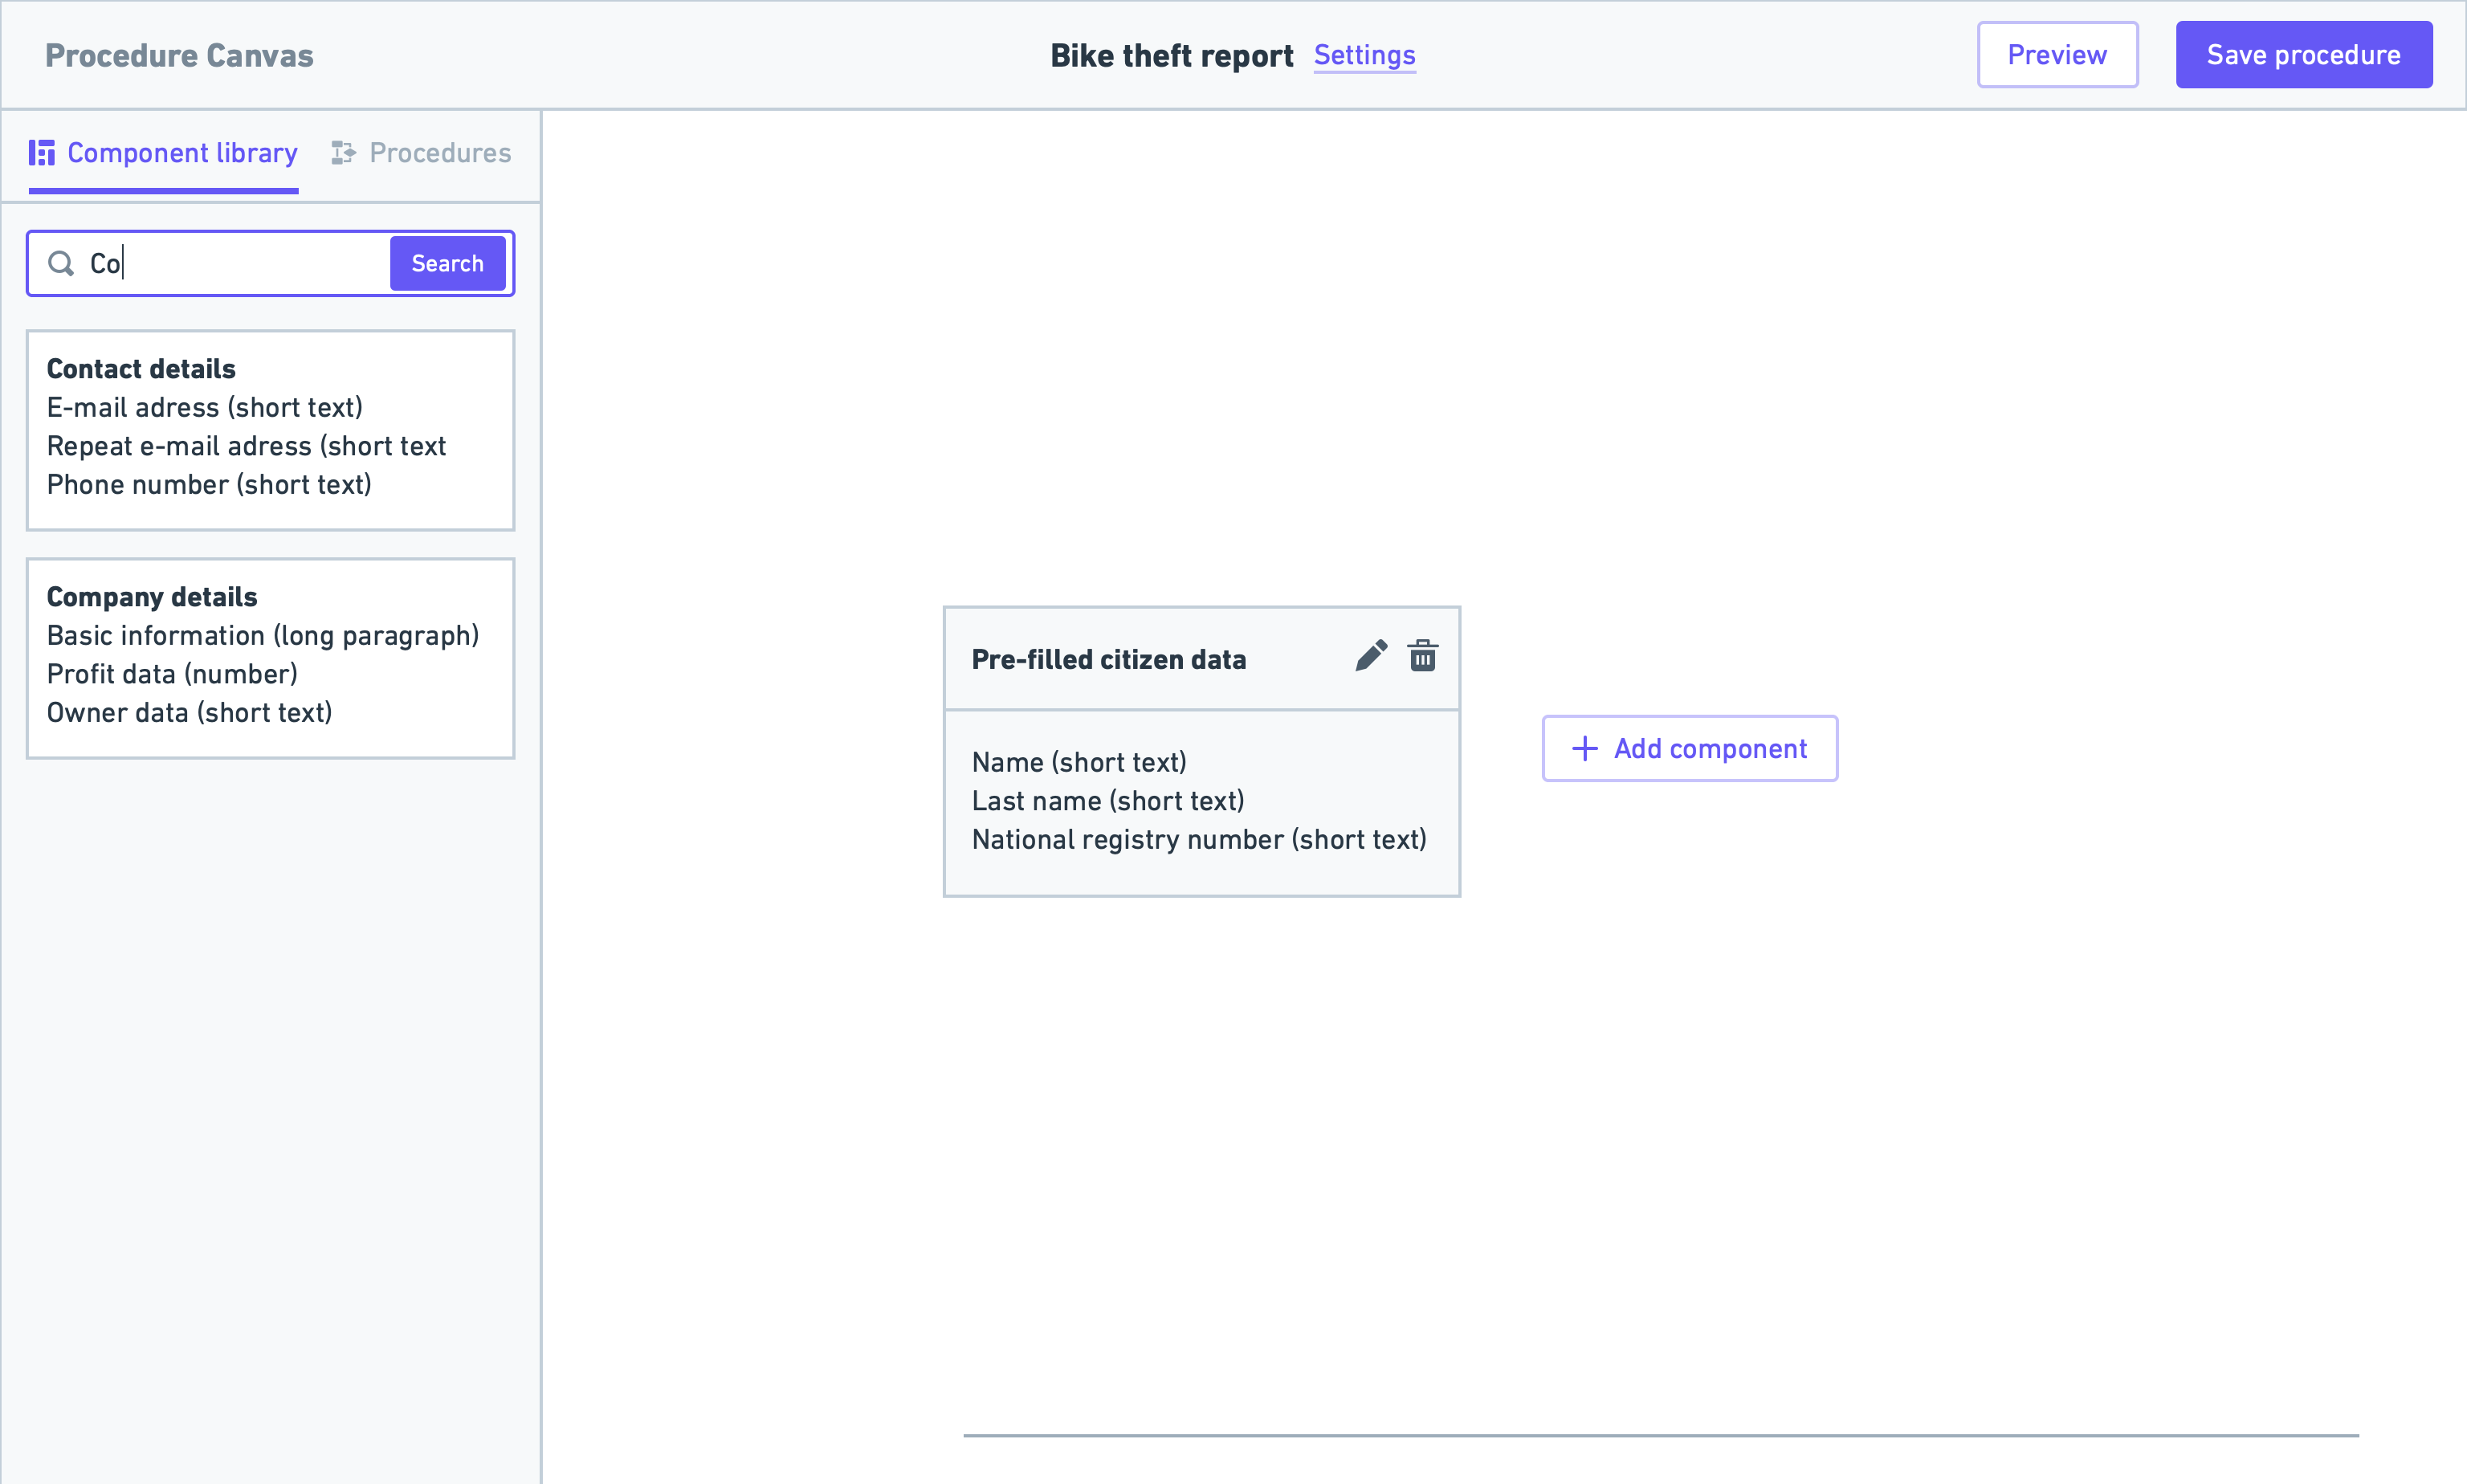 Procedure Canvas
Bike theft report Settings
Preview
Save procedure
Component library
Procedures
Co
Search
Contact details
E-mail adress (short text)
Repeat e-mail adress (short text
Phone number (short text)
Company details
Basic information (long paragraph)
Profit data (number)
Owner data (short text)
Pre-filled citizen data
Name (short text)
Last name (short text)
National registry number (short text)
Add component